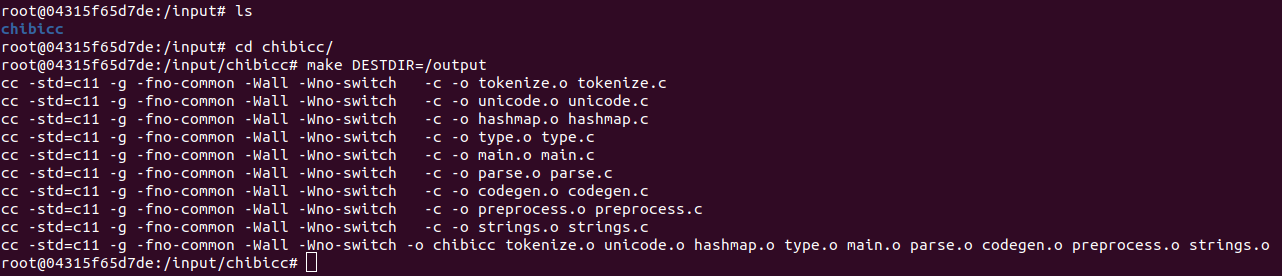 root@04315f65d7de:/input# ls
chibicc
root@04315f65d7de:/input# cd chibicc/
root@04315f65d7de:/input/chibicc# make DESTDIR=/output
cc -std=c11 -g -fno-common -Wall -Wno-switch   -c -o tokenize.o tokenize.c
cc -std=c11 -g -fno-common -Wall -Wno-switch   -c -o unicode.o unicode.c
cc -std=c11 -g -fno-common -Wall -Wno-switch   -c -o hashmap.o hashmap.c
cc -std=c11 -g -fno-common -Wall -Wno-switch   -c -o type.o type.c
cc -std=c11 -g -fno-common -Wall -Wno-switch   -c -o main.o main.c
cc -std=c11 -g -fno-common -Wall -Wno-switch   -c -o parse.o parse.c
cc -std=c11 -g -fno-common -Wall -Wno-switch   -c -o codegen.o codegen.c
cc -std=c11 -g -fno-common -Wall -Wno-switch   -c -o preprocess.o preprocess.c
cc -std=c11 -g -fno-common -Wall -Wno-switch   -c -o strings.o strings.c
cc -std=c11 -g -fno-common -Wall -Wno-switch -o chibicc tokenize.o unicode.o hashmap.o type.o main.o parse.o codegen.o preprocess.o strings.o
root@04315f65d7de:/input/chibicc#